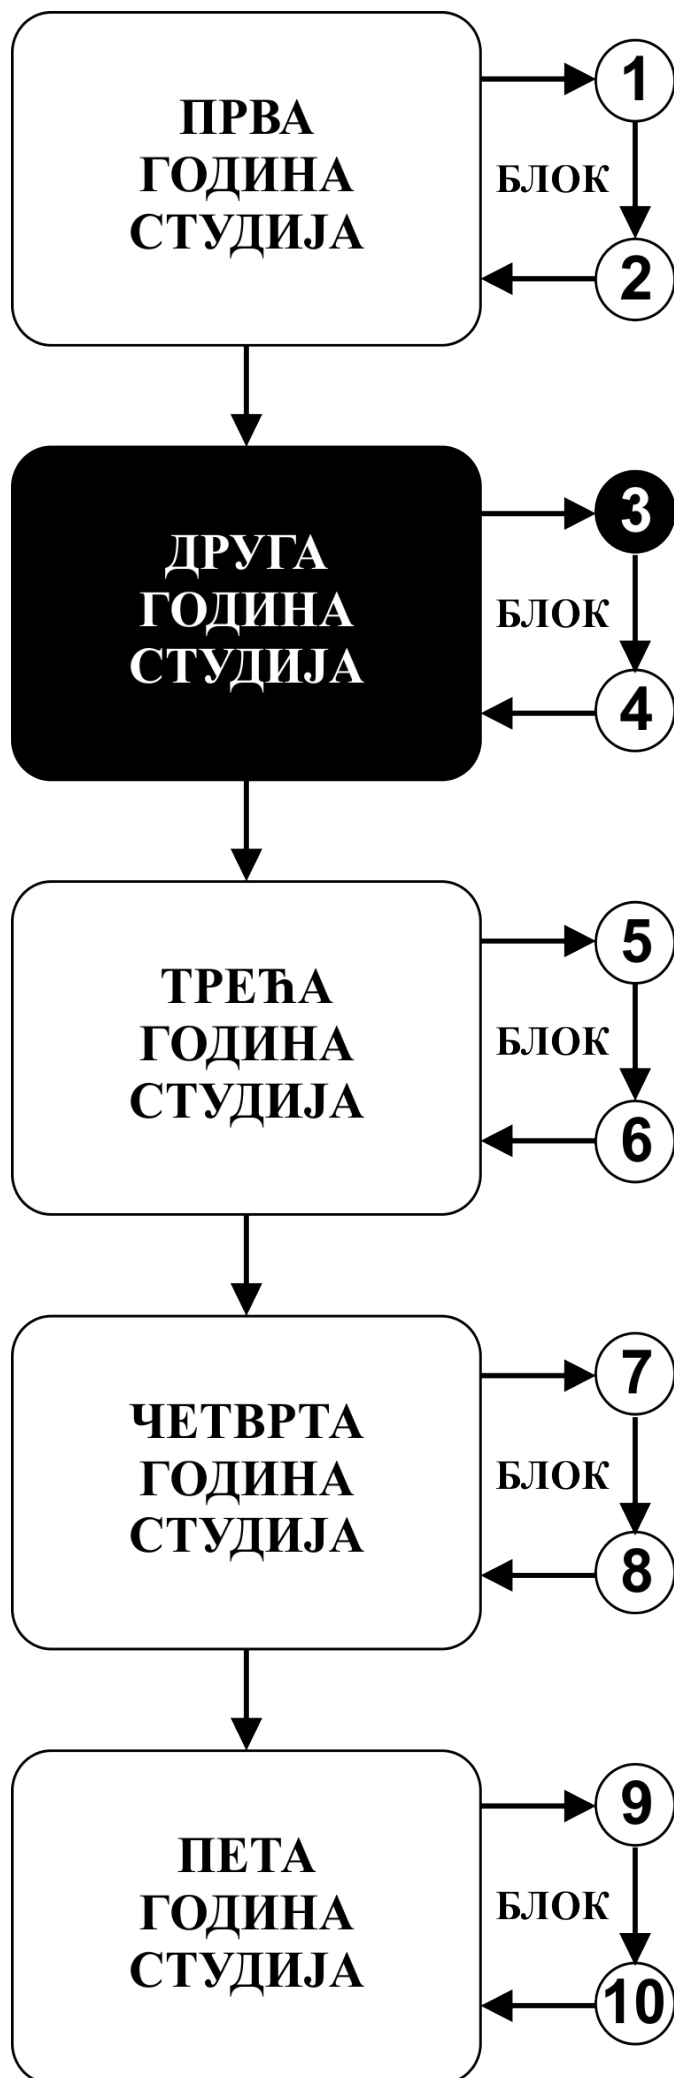 ПРВА
ГОДИНА
СТУДИЈА
1
БЛОК
2
ДРУГА
ГОДИНА
СТУДИЈА
3
БЛОК
4
ТРЕЋА
ГОДИНА
СТУДИЈА
5
БЛОК
6
ЧЕТВРТА
ГОДИНА
СТУДИЈА
7
БЛОК
8
ПЕТА
ГОДИНА
СТУДИЈА
9
БЛОК
10